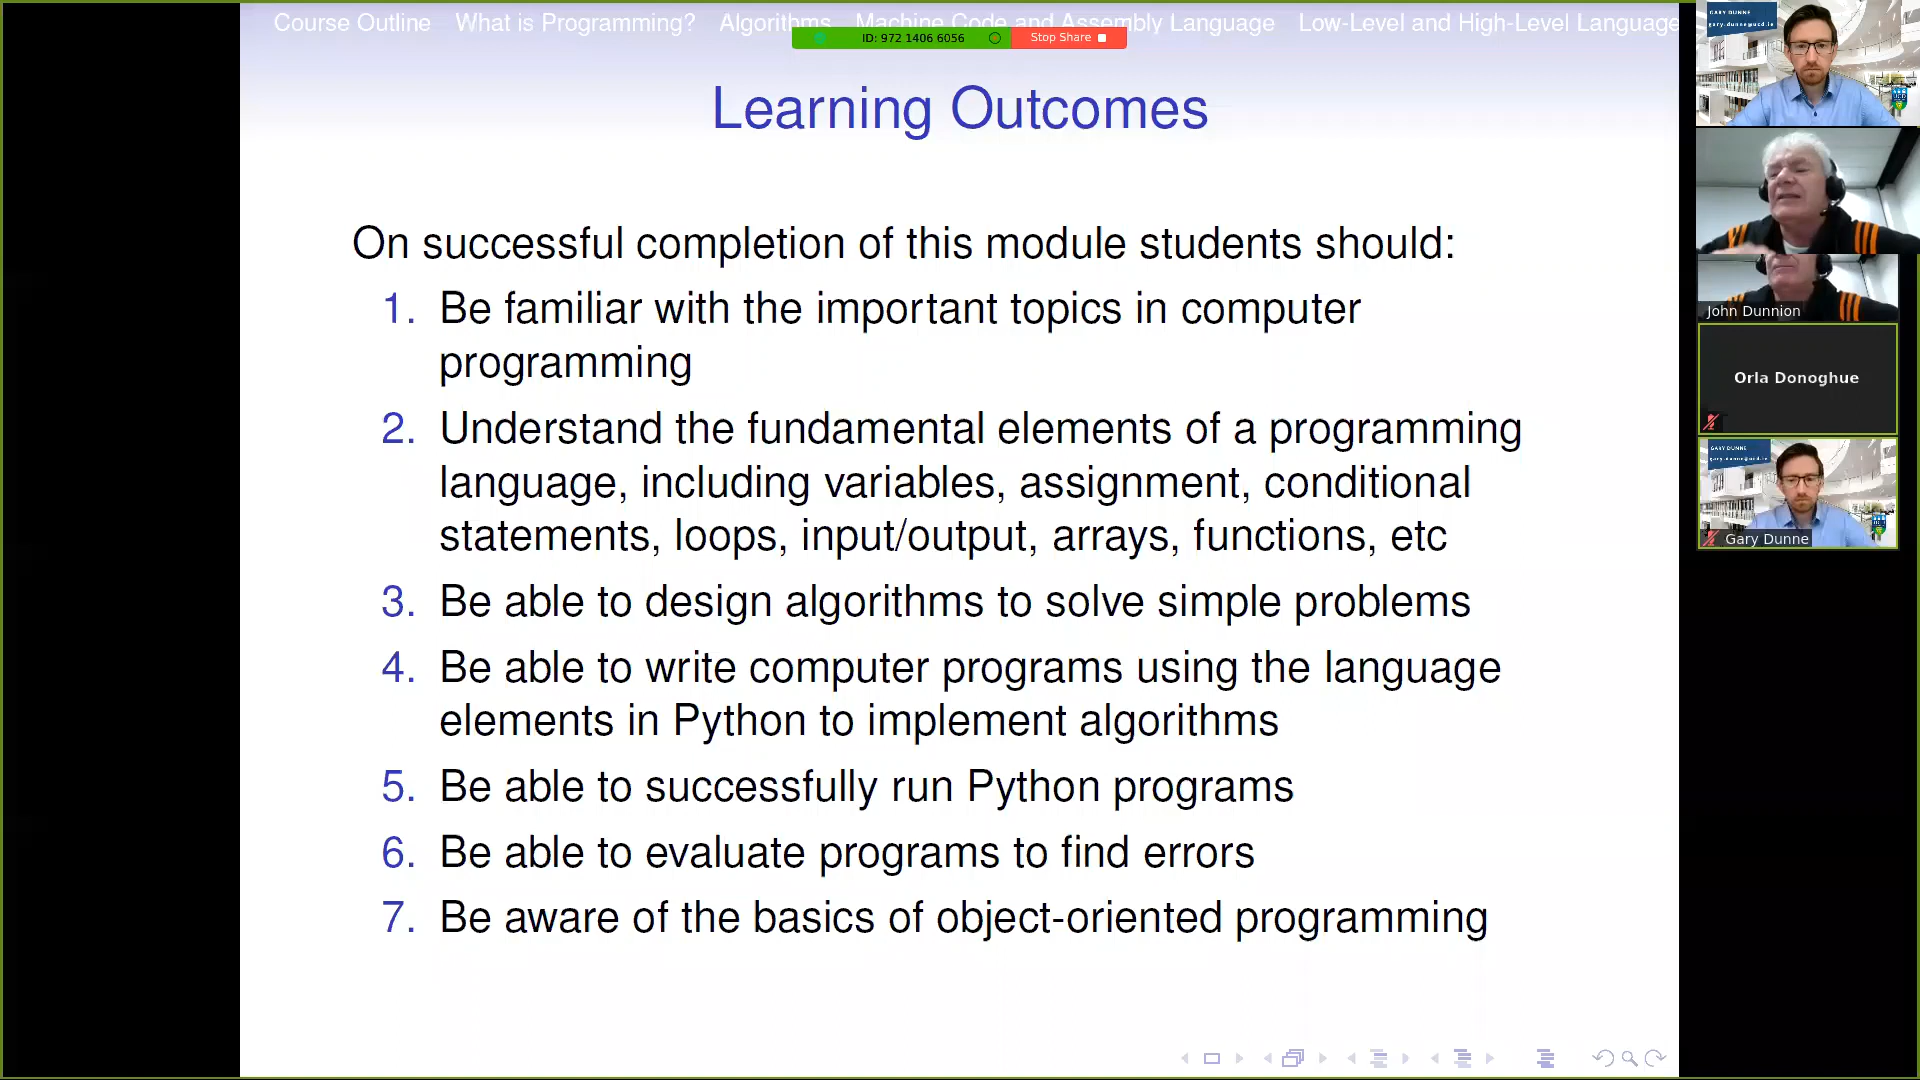 Course Outline What is Programming? Algorithms Machine Code and Assembly Language Low-Level and High-Level Language
ID: 972 1406 6056 Stop Share
Learning Outcomes
On successful completion of this module students should:
1. Be familiar with the important topics in computer
programming
2. Understand the fundamental elements of a programming
language, including variables, assignment, conditional
statements, loops, input/output, arrays, functions, etc
3. Be able to design algorithms to solve simple problems
4. Be able to write computer programs using the language
elements in Python to implement algorithms
5. Be able to successfully run Python programs
6. Be able to evaluate programs to find errors
7. Be aware of the basics of object-oriented programming
GARY DUNNE
gary.dunne@ucd.ie
John Dunnion
Orla Donoghue
GARY DUNNE
gary.dunne@ucd.ie
Gary Dunne